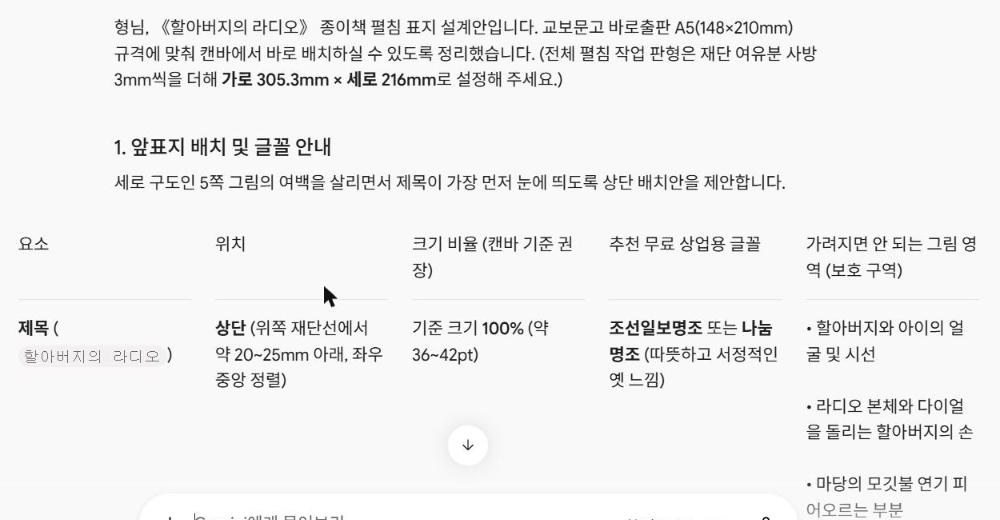 형님, 《할아버지의 라디오》 종이책 펼침 표지 설계안입니다. 교보문고 바로출판 A5(148×210mm)
규격에 맞춰 캔바에서 바로 배치하실 수 있도록 정리했습니다. (전체 펼침 작업 판형은 재단 여유분 사방
3mm씩을 더해 가로 305.3mm × 세로 216mm로 설정해 주세요.)
1. 앞표지 배치 및 글꼴 안내
세로 구도인 5쪽 그림의 여백을 살리면서 제목이 가장 먼저 눈에 띄도록 상단 배치안을 제안합니다.
요소
위치
크기 비율 (캔바 기준 권
장)
추천 무료 상업용 글꼴
가려지면 안 되는 그림 영
역 (보호 구역)
제목 (
할아버지의 라디오 )
상단 (위쪽 재단선에서
약 20~25mm 아래, 좌우
중앙 정렬)
기준 크기 100% (약
36~42pt)
조선일보명조 또는 나눔
명조 (따뜻하고 서정적인
옛 느낌)
• 할아버지와 아이의 얼
굴 및 시선
• 라디오 본체와 다이얼
을 돌리는 할아버지의 손
• 마당의 모깃불 연기 피
어오르는 부분